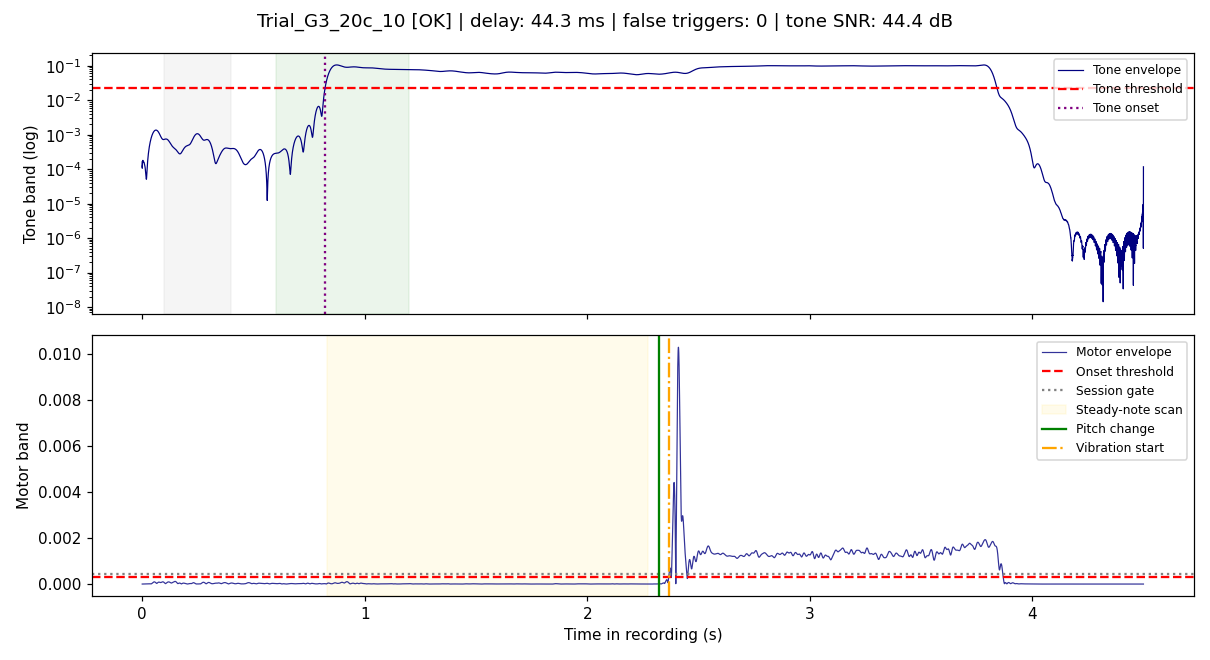 Trial_G3_20c_10 [OK] | delay: 44.3 ms | false triggers: 0 | tone SNR: 44.4 dB
Tone band (log)
10⁻¹
10⁻²
10⁻³
10⁻⁴
10⁻⁵
10⁻⁶
10⁻⁷
10⁻⁸
Tone envelope
Tone threshold
Tone onset
Motor band
0.010
0.008
0.006
0.004
0.002
0.000
Motor envelope
Onset threshold
Session gate
Steady-note scan
Pitch change
Vibration start
0 1 2 3 4
Time in recording (s)